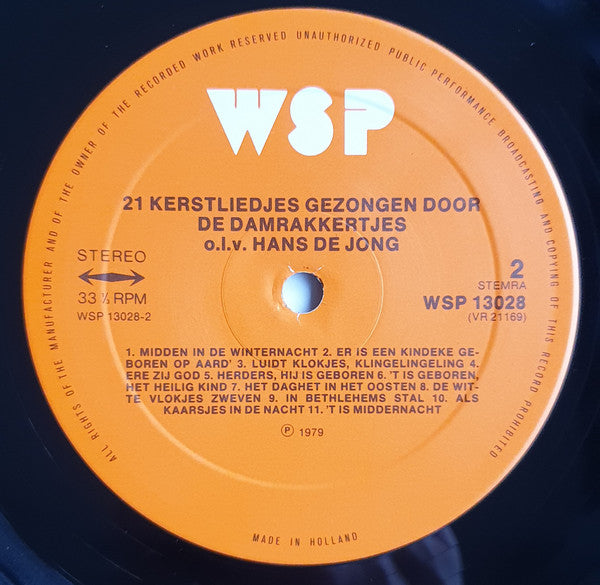 ALL RIGHTS OF THE MANUFACTURER AND OF THE OWNER OF THE RECORDED WORK RESERVED UNAUTHORIZED PUBLIC PERFORMANCE BROADCASTING AND COPYING OF THIS RECORD PROHIBITED
WSP
21 KERSTLIEDJES GEZONGEN DOOR
DE DAMRAKKERTJES
o.l.v. HANS DE JONG
STEREO
33 ⅓ RPM
WSP 13028-2
2
STEMRA
WSP 13028
(VR 21169)
1. MIDDEN IN DE WINTERNACHT 2. ER IS EEN KINDEKE GE-
BOREN OP AARD' 3. LUIDT KLOKJES, KLINGELINGELING 4.
ERE ZIJ GOD 5. HERDERS, HIJ IS GEBOREN 6. 'T IS GEBOREN,
HET HEILIG KIND 7. HET DAGHET IN HET OOSTEN 8. DE WIT-
TE VLOKJES ZWEVEN 9. IN BETHLEHEMS STAL 10. ALS
KAARSJES IN DE NACHT 11. 'T IS MIDDERNACHT
℗ 1979
MADE IN HOLLAND